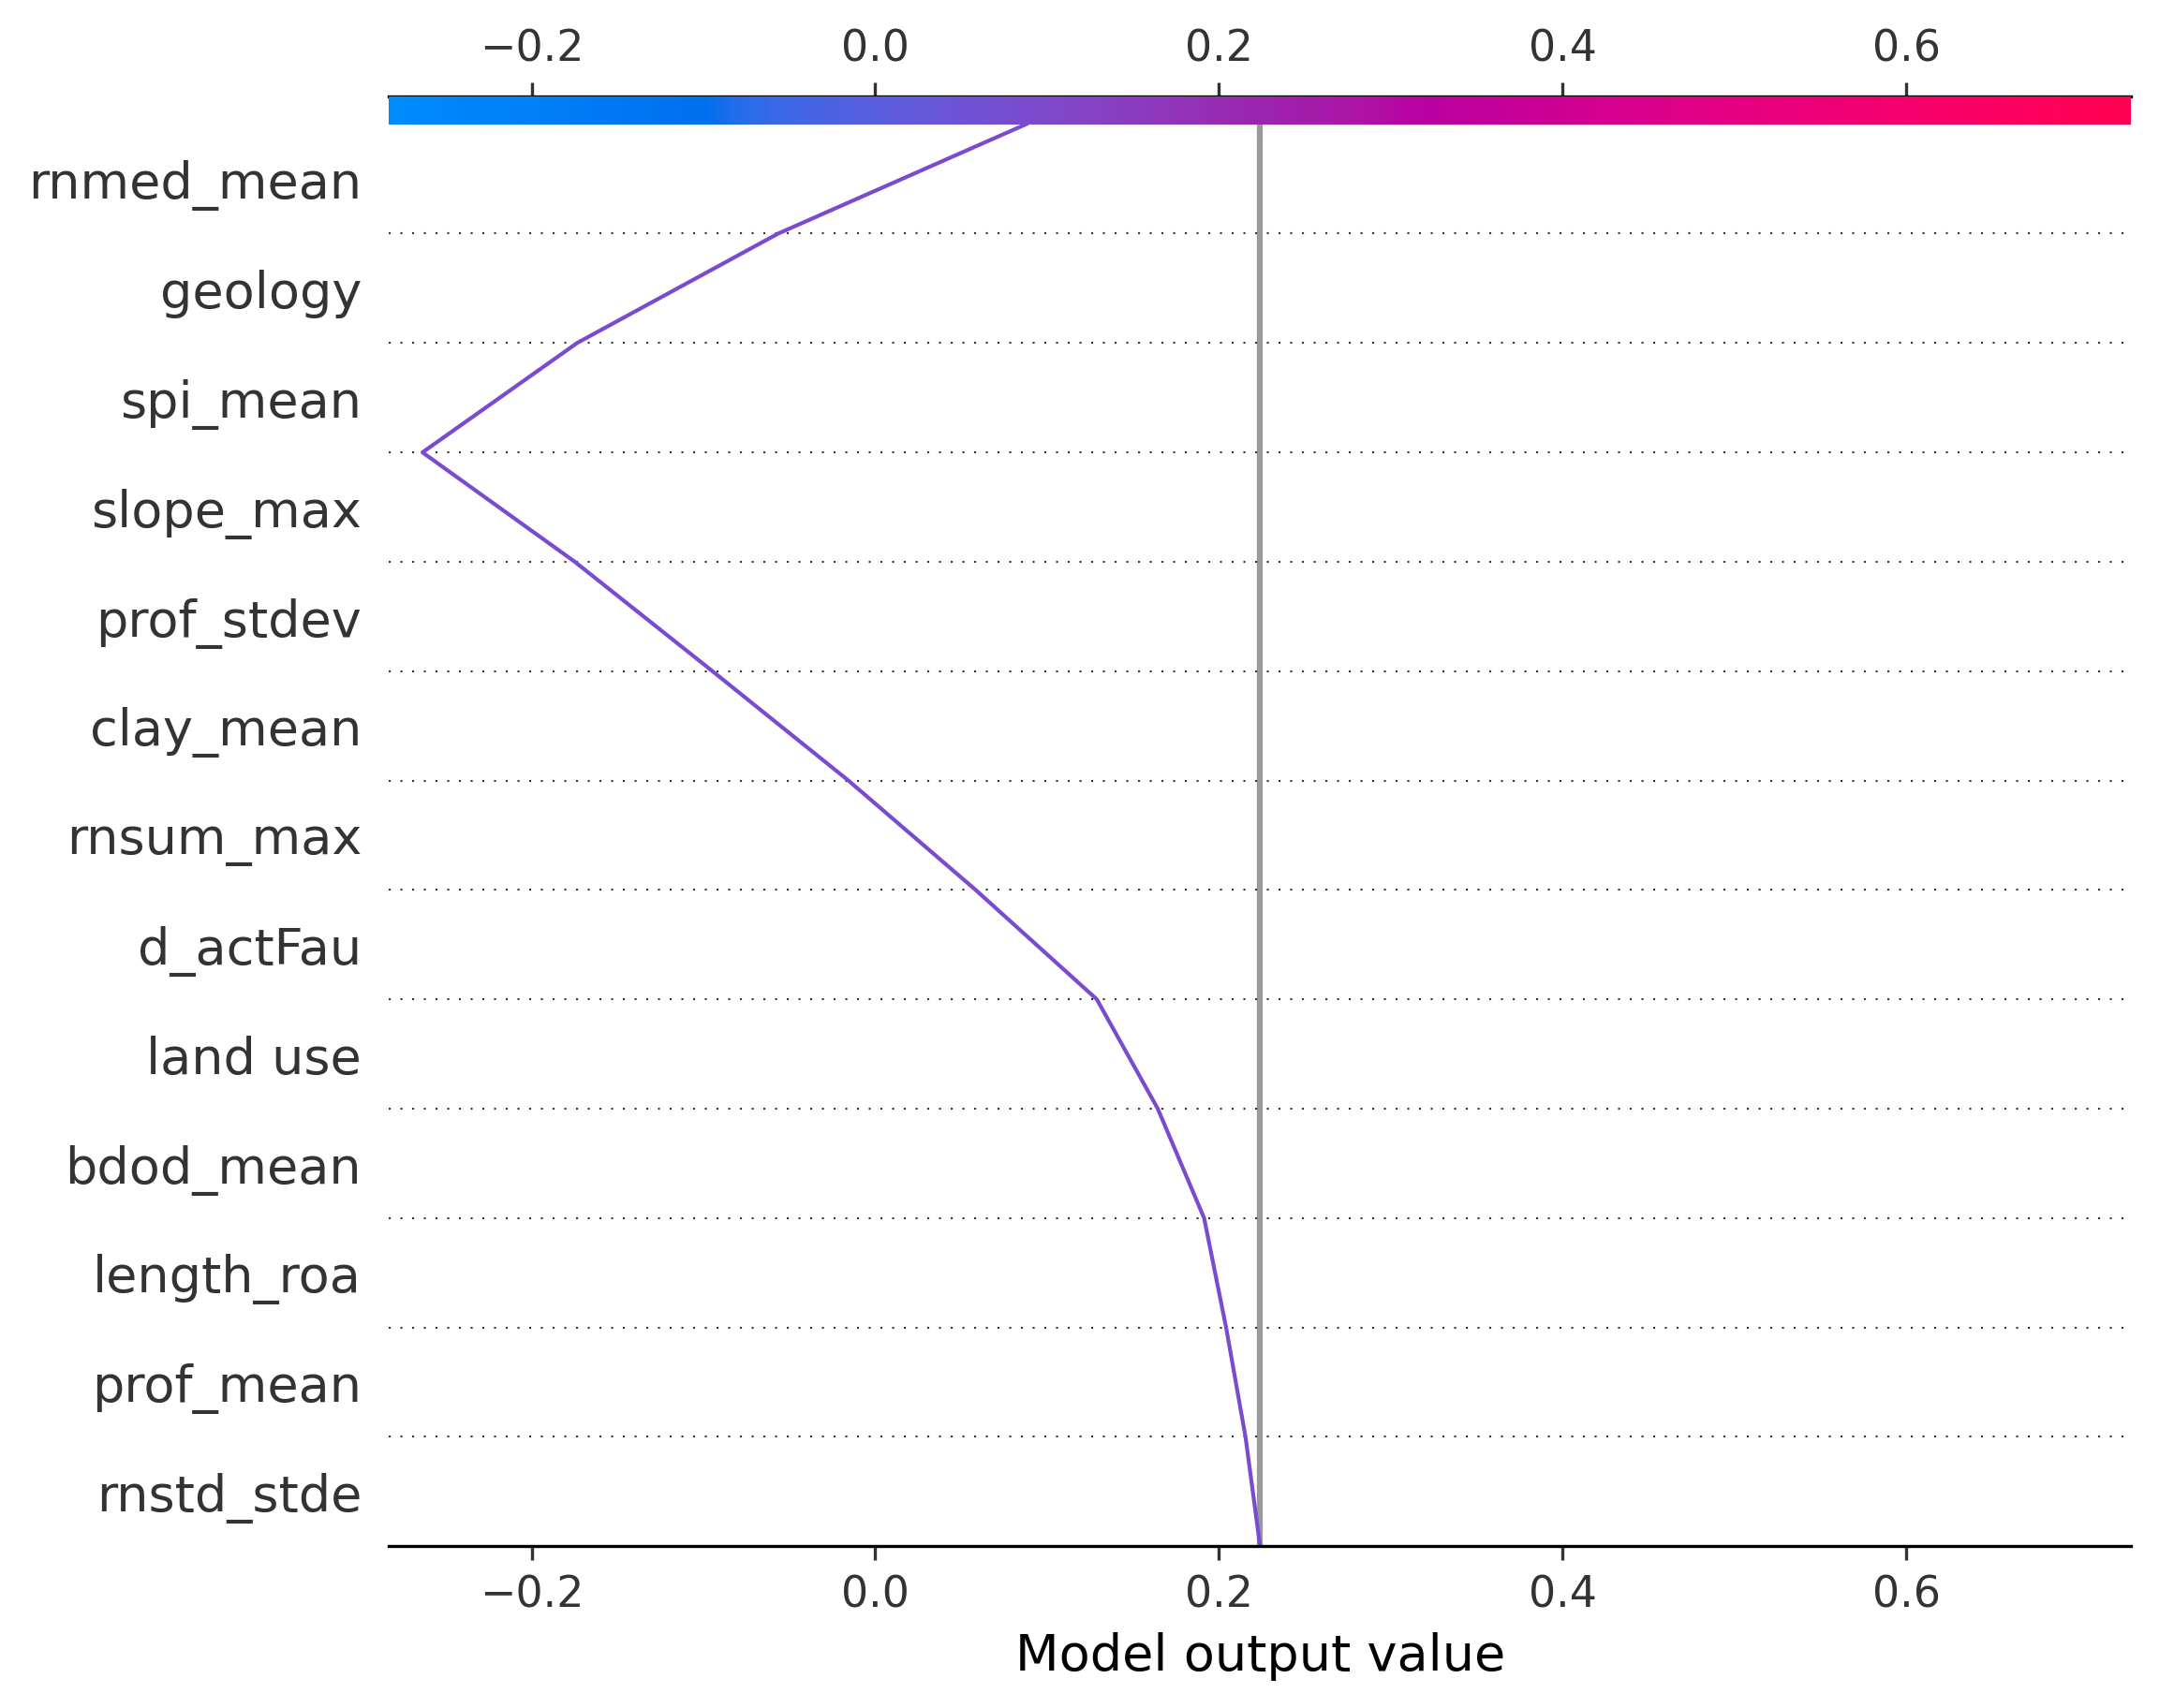 −0.2 0.0 0.2 0.4 0.6
rnmed_mean
geology
spi_mean
slope_max
prof_stdev
clay_mean
rnsum_max
d_actFau
land use
bdod_mean
length_roa
prof_mean
rnstd_stde
−0.2 0.0 0.2 0.4 0.6
Model output value